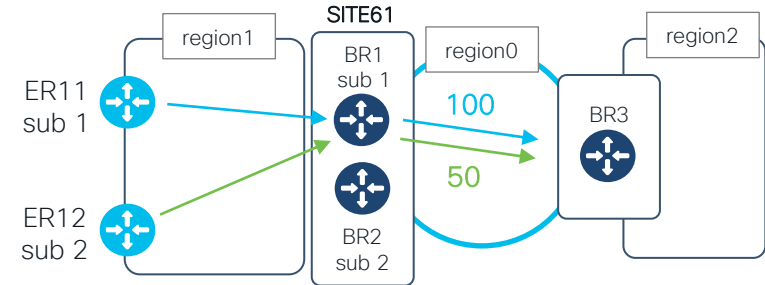 SITE61
region1
BR1
sub 1
region0
region2
ER11
sub 1
100
BR3
50
ER12
sub 2
BR2
sub 2